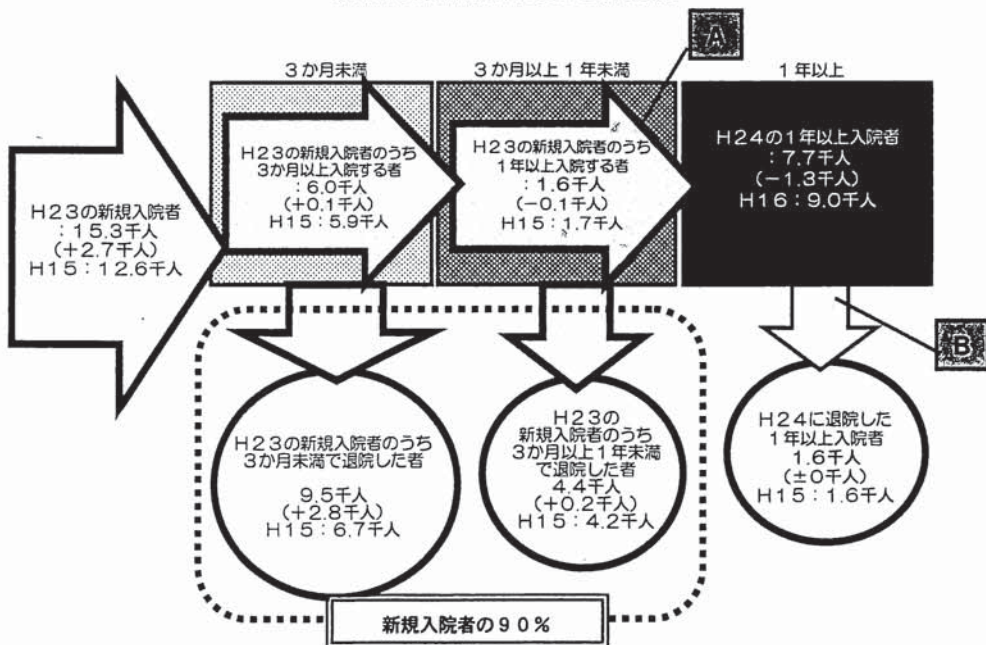 A
3か月未満
3か月以上1年未満
1年以上
H23の新規入院者
:15.3千人
(+2.7千人)
H15:12.6千人
H23の新規入院者のうち
3か月以上入院する者
:6.0千人
(+0.1千人)
H15:5.9千人
H23の新規入院者のうち
1年以上入院する者
:1.6千人
(-0.1千人)
H15:1.7千人
H24の1年以上入院者
:7.7千人
(-1.3千人)
H16:9.0千人
B
H23の新規入院者のうち
3か月未満で退院した者
9.5千人
(+2.8千人)
H15:6.7千人
H23の
新規入院者のうち
3か月以上1年未満
で退院した者
4.4千人
(+0.2千人)
H15:4.2千人
H24に退院した
1年以上入院者
1.6千人
(±0千人)
H15:1.6千人
新規入院者の90%